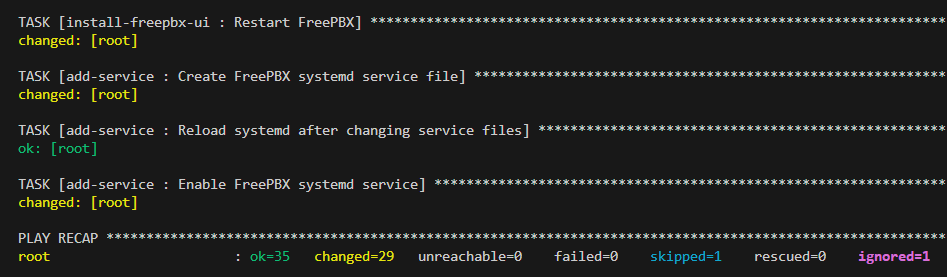 TASK [install-freepbx-ui : Restart FreePBX] ************************************************************************
changed: [root]
TASK [add-service : Create FreePBX systemd service file] ***********************************************************
changed: [root]
TASK [add-service : Reload systemd after changing service files] ***************************************************
ok: [root]
TASK [add-service : Enable FreePBX systemd service] ****************************************************************
changed: [root]
PLAY RECAP *********************************************************************************************************
root : ok=35 changed=29 unreachable=0 failed=0 skipped=1 rescued=0 ignored=1